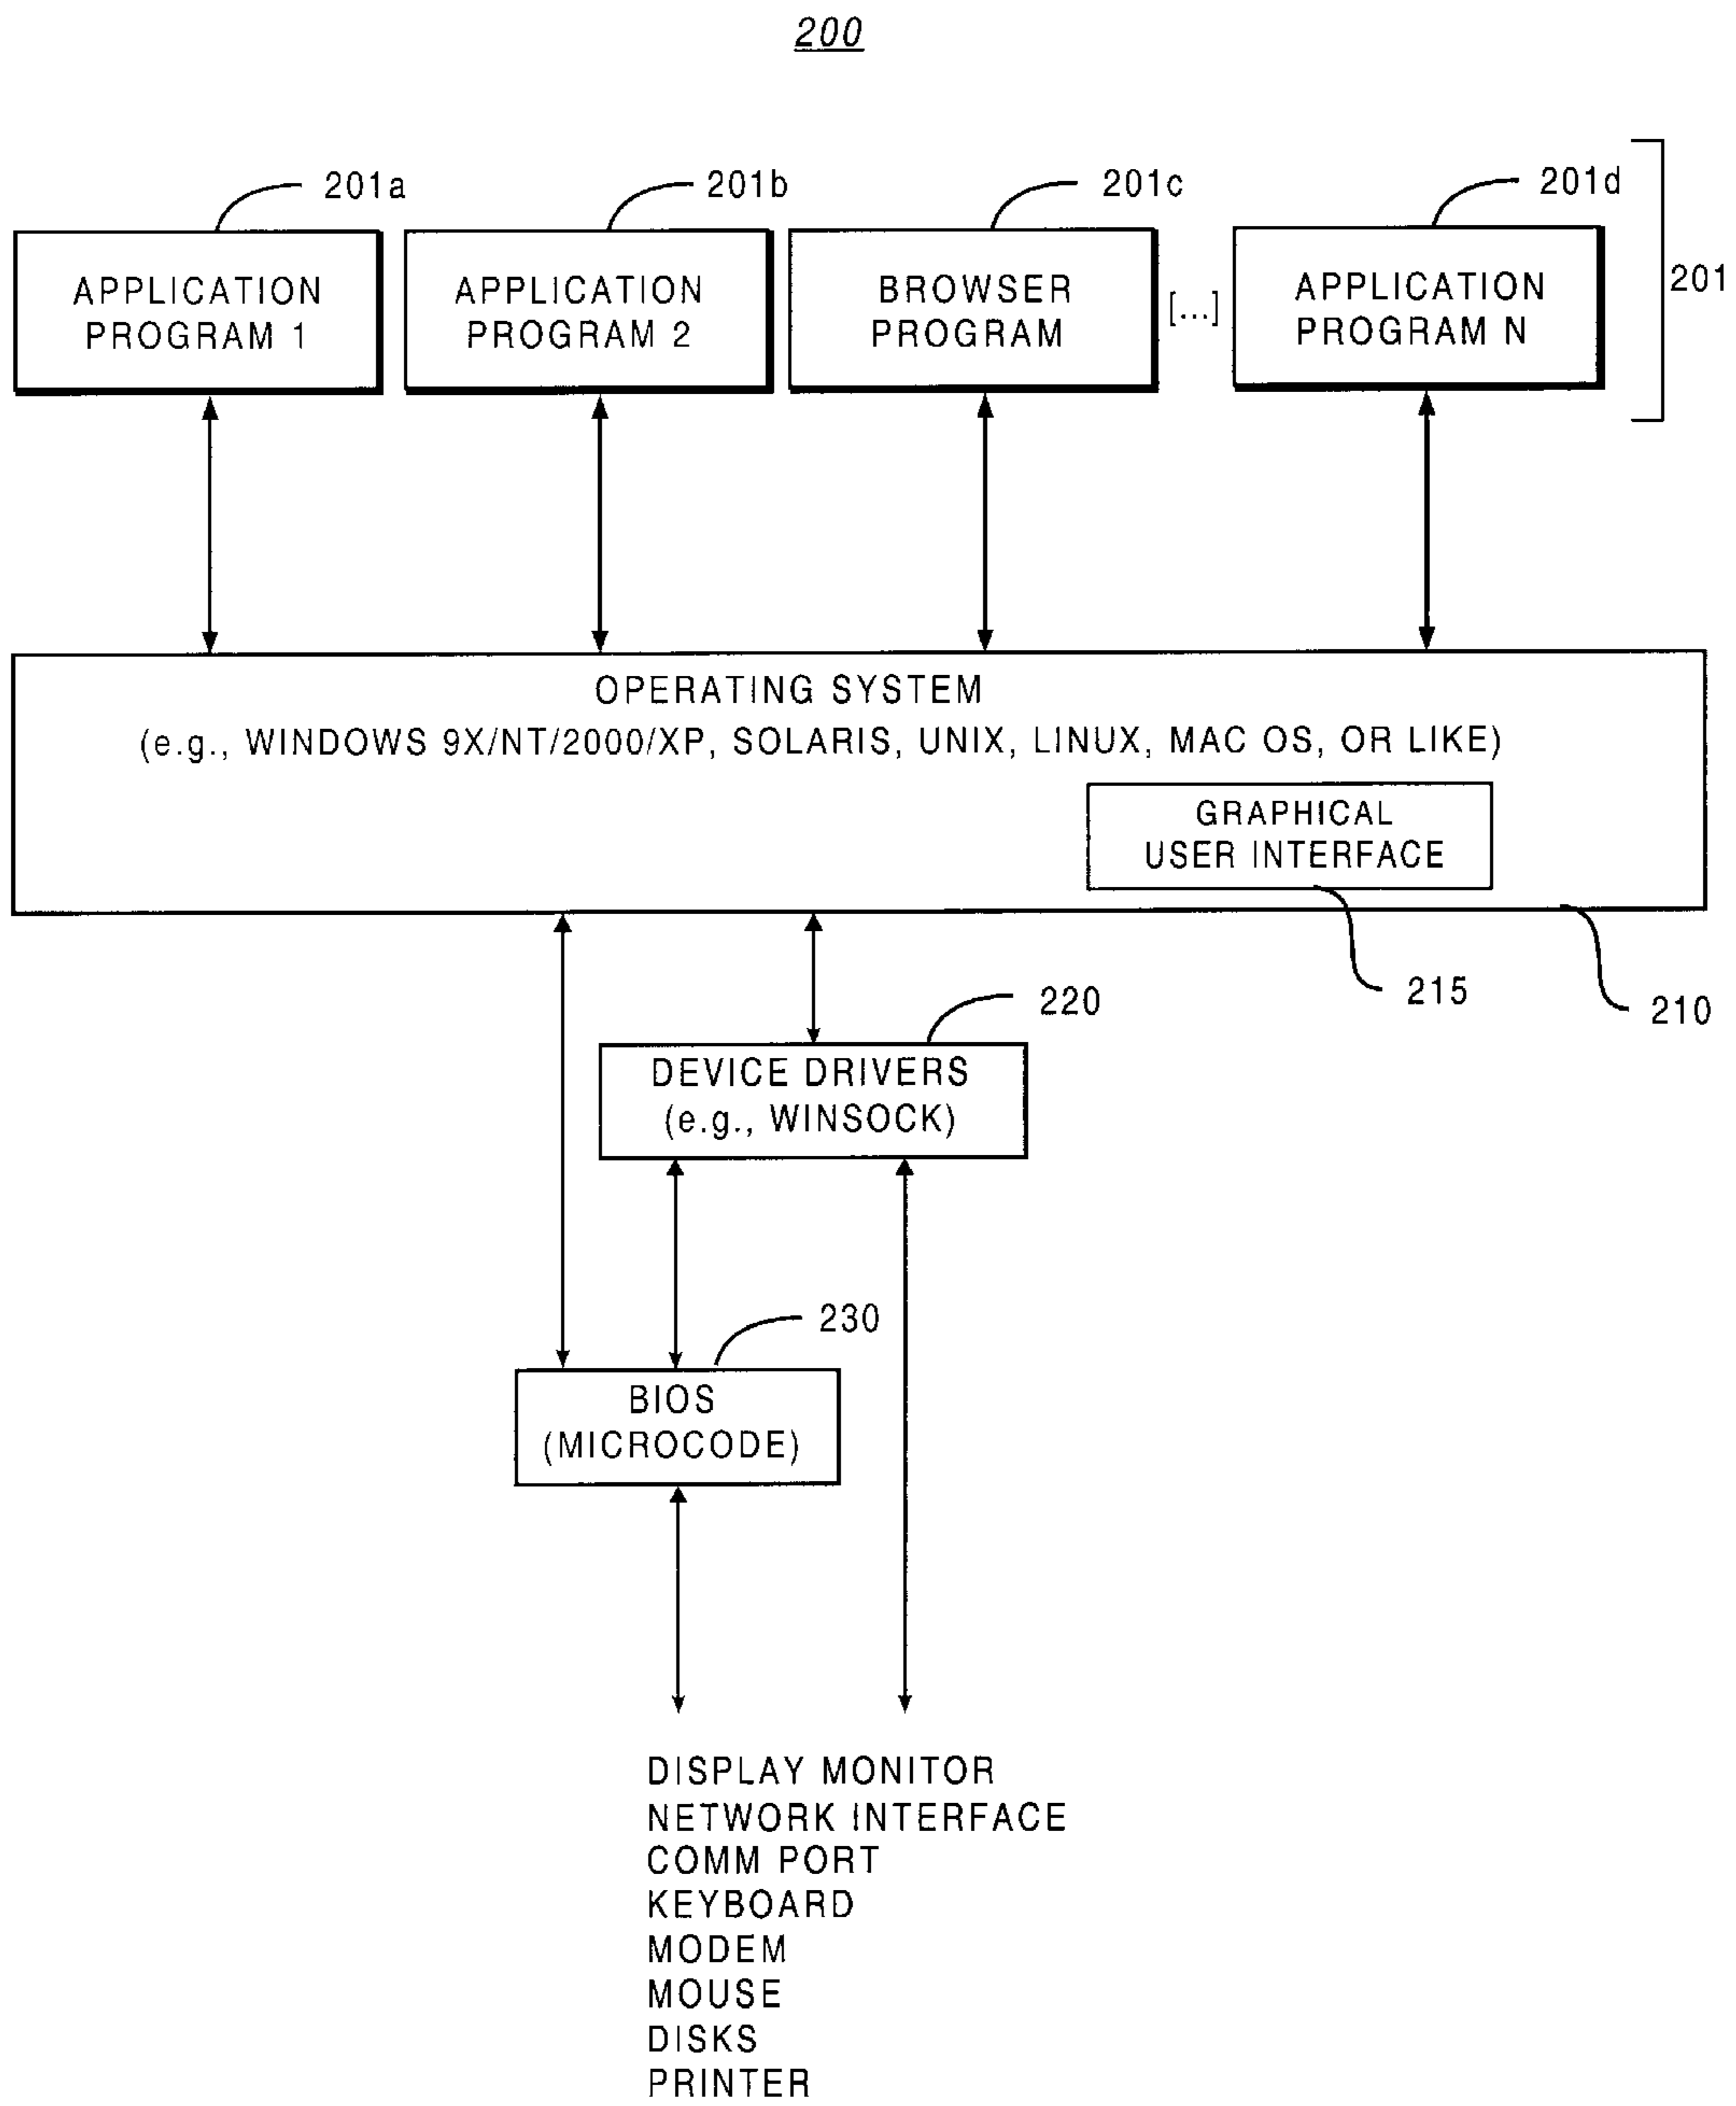 200
201a
201b
201c
201d
201
APPLICATION
PROGRAM 1
APPLICATION
PROGRAM 2
BROWSER
PROGRAM
[...]
APPLICATION
PROGRAM N
OPERATING SYSTEM
(e.g., WINDOWS 9X/NT/2000/XP, SOLARIS, UNIX, LINUX, MAC OS, OR LIKE)
GRAPHICAL
USER INTERFACE
215
210
220
DEVICE DRIVERS
(e.g., WINSOCK)
230
BIOS
(MICROCODE)
DISPLAY MONITOR
NETWORK INTERFACE
COMM PORT
KEYBOARD
MODEM
MOUSE
DISKS
PRINTER